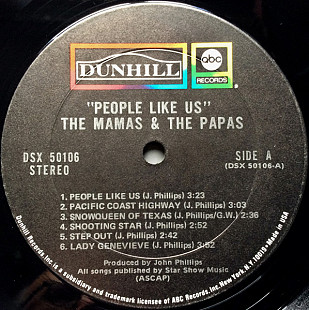 DUNHILL
abc
RECORDS
"PEOPLE LIKE US"
THE MAMAS & THE PAPAS
DSX 50106
STEREO
SIDE A
(DSX 50106-A)
1. PEOPLE LIKE US (J. Phillips) 3:23
2. PACIFIC COAST HIGHWAY (J. Phillips) 3:00
3. SNOWQUEEN OF TEXAS (J. Phillips/G.W.) 2:36
4. SHOOTING STAR (J. Phillips) 2:52
5. STEP OUT (J. Phillips) 3:00
6. LADY GENEVIEVE (J. Phillips) 3:52
Produced by John Phillips
All songs published by Star Show Music
(ASCAP)
Dunhill Records, Inc. is a subsidiary and trademark licensee of ABC Records, Inc., New York, N.Y. 10019 • Made in USA